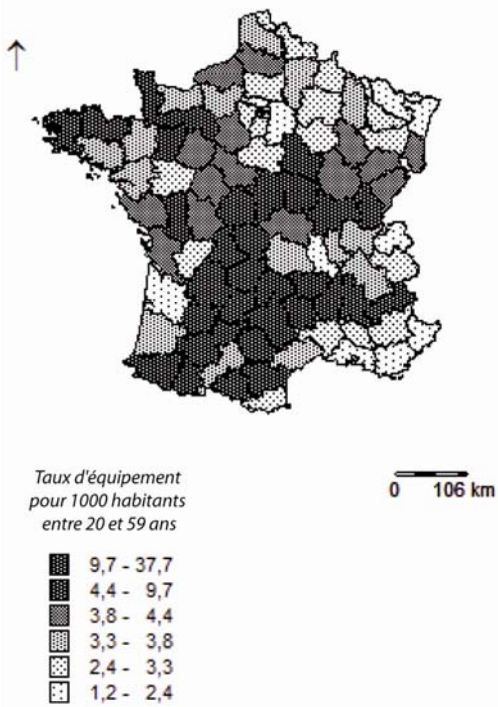 Taux d'équipement
pour 1000 habitants
entre 20 et 59 ans
0 106 km
9,7 - 37,7
4,4 - 9,7
3,8 - 4,4
3,3 - 3,8
2,4 - 3,3
1,2 - 2,4